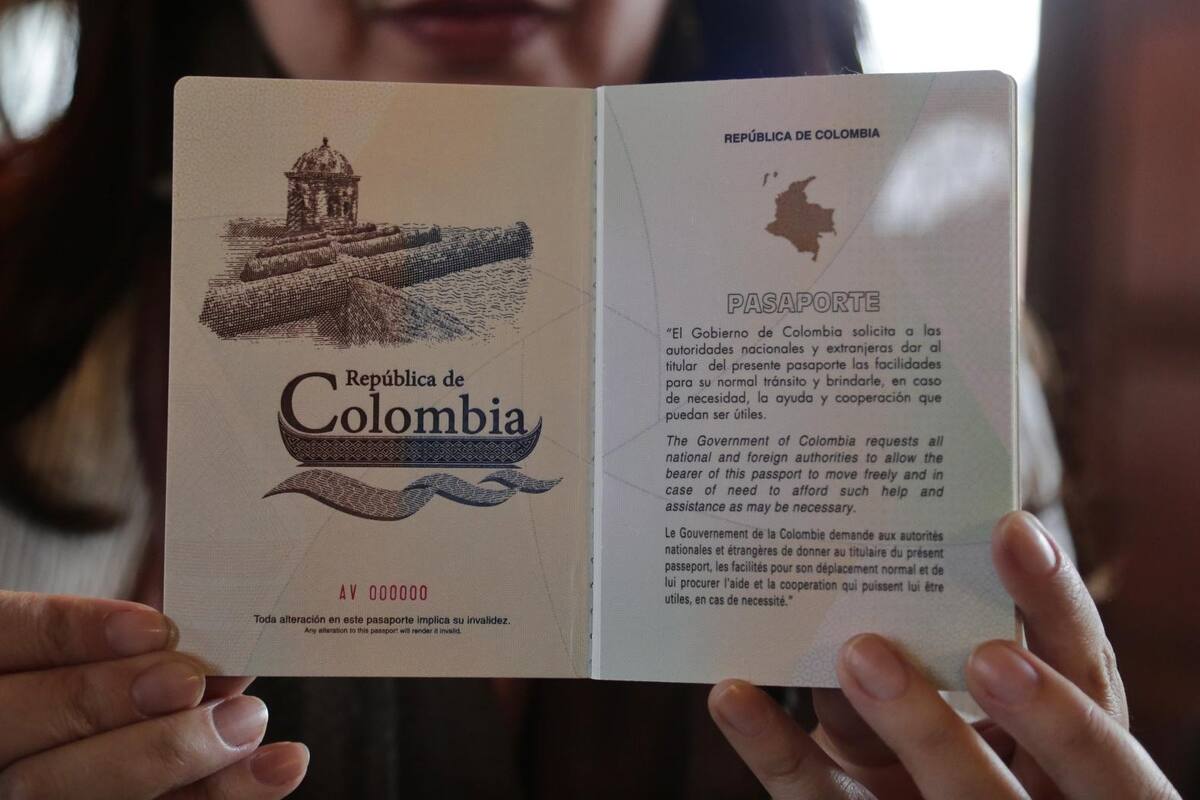 República de
Colombia
AV 000000
Toda alteración en este pasaporte implica su invalidez.
Any alteration to this passport will render it invalid.
REPÚBLICA DE COLOMBIA
PASAPORTE
“El Gobierno de Colombia solicita a las
autoridades nacionales y extranjeras dar al
titular del presente pasaporte las facilidades
para su normal tránsito y brindarle, en caso
de necesidad, la ayuda y cooperación que
puedan ser útiles.
The Government of Colombia requests all
national and foreign authorities to allow the
bearer of this passport to move freely and in
case of need to afford such help and
assistance as may be necessary.
Le Gouvernement de la Colombie demande aux autorités
nationales et étrangères de donner au titulaire du présent
passeport, les facilités pour son déplacement normal et de
lui procurer l'aide et la cooperation qui puissent lui être
utiles, en cas de necessité.”